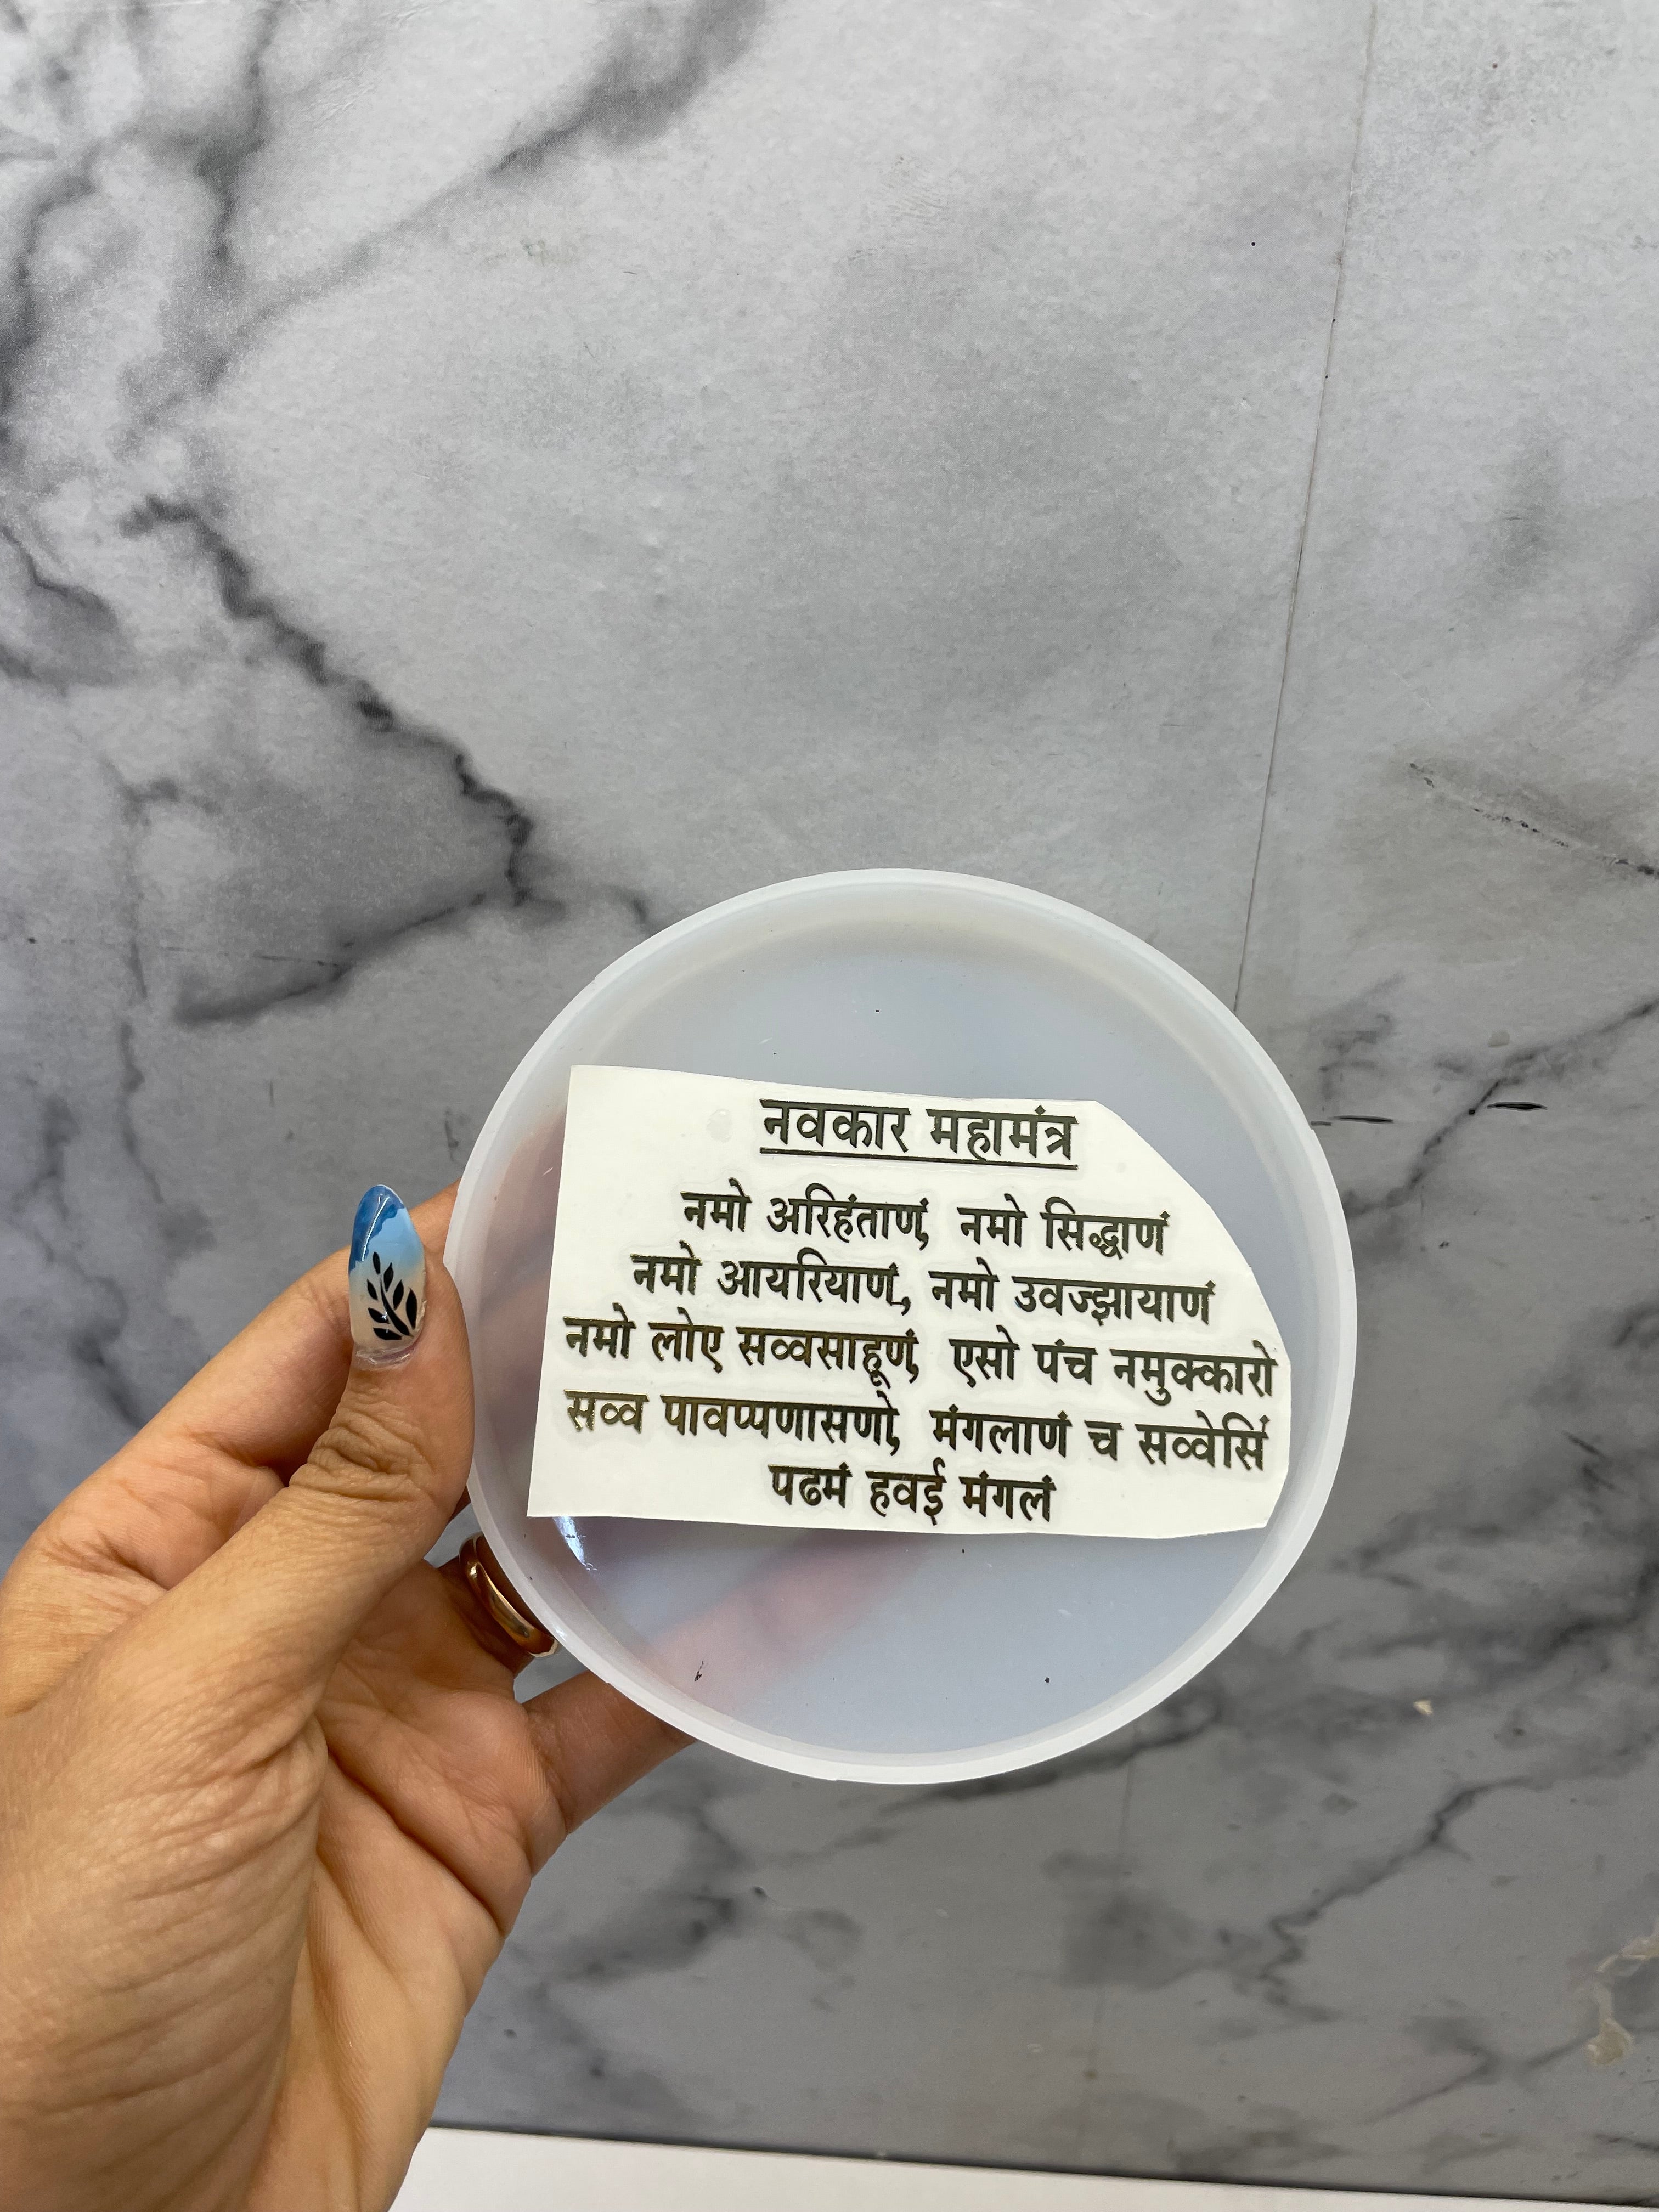 नवकार महामंत्र
नमो अरिहंताणं, नमो सिद्धाणं
नमो आयरियाणं, नमो उवज्झायाणं
नमो लोए सव्वसाहूणं, एसो पंच नमुक्कारो
सव्व पावप्पणासणो, मंगलाणं च सव्वेसिं
पढमं हवई मंगलं